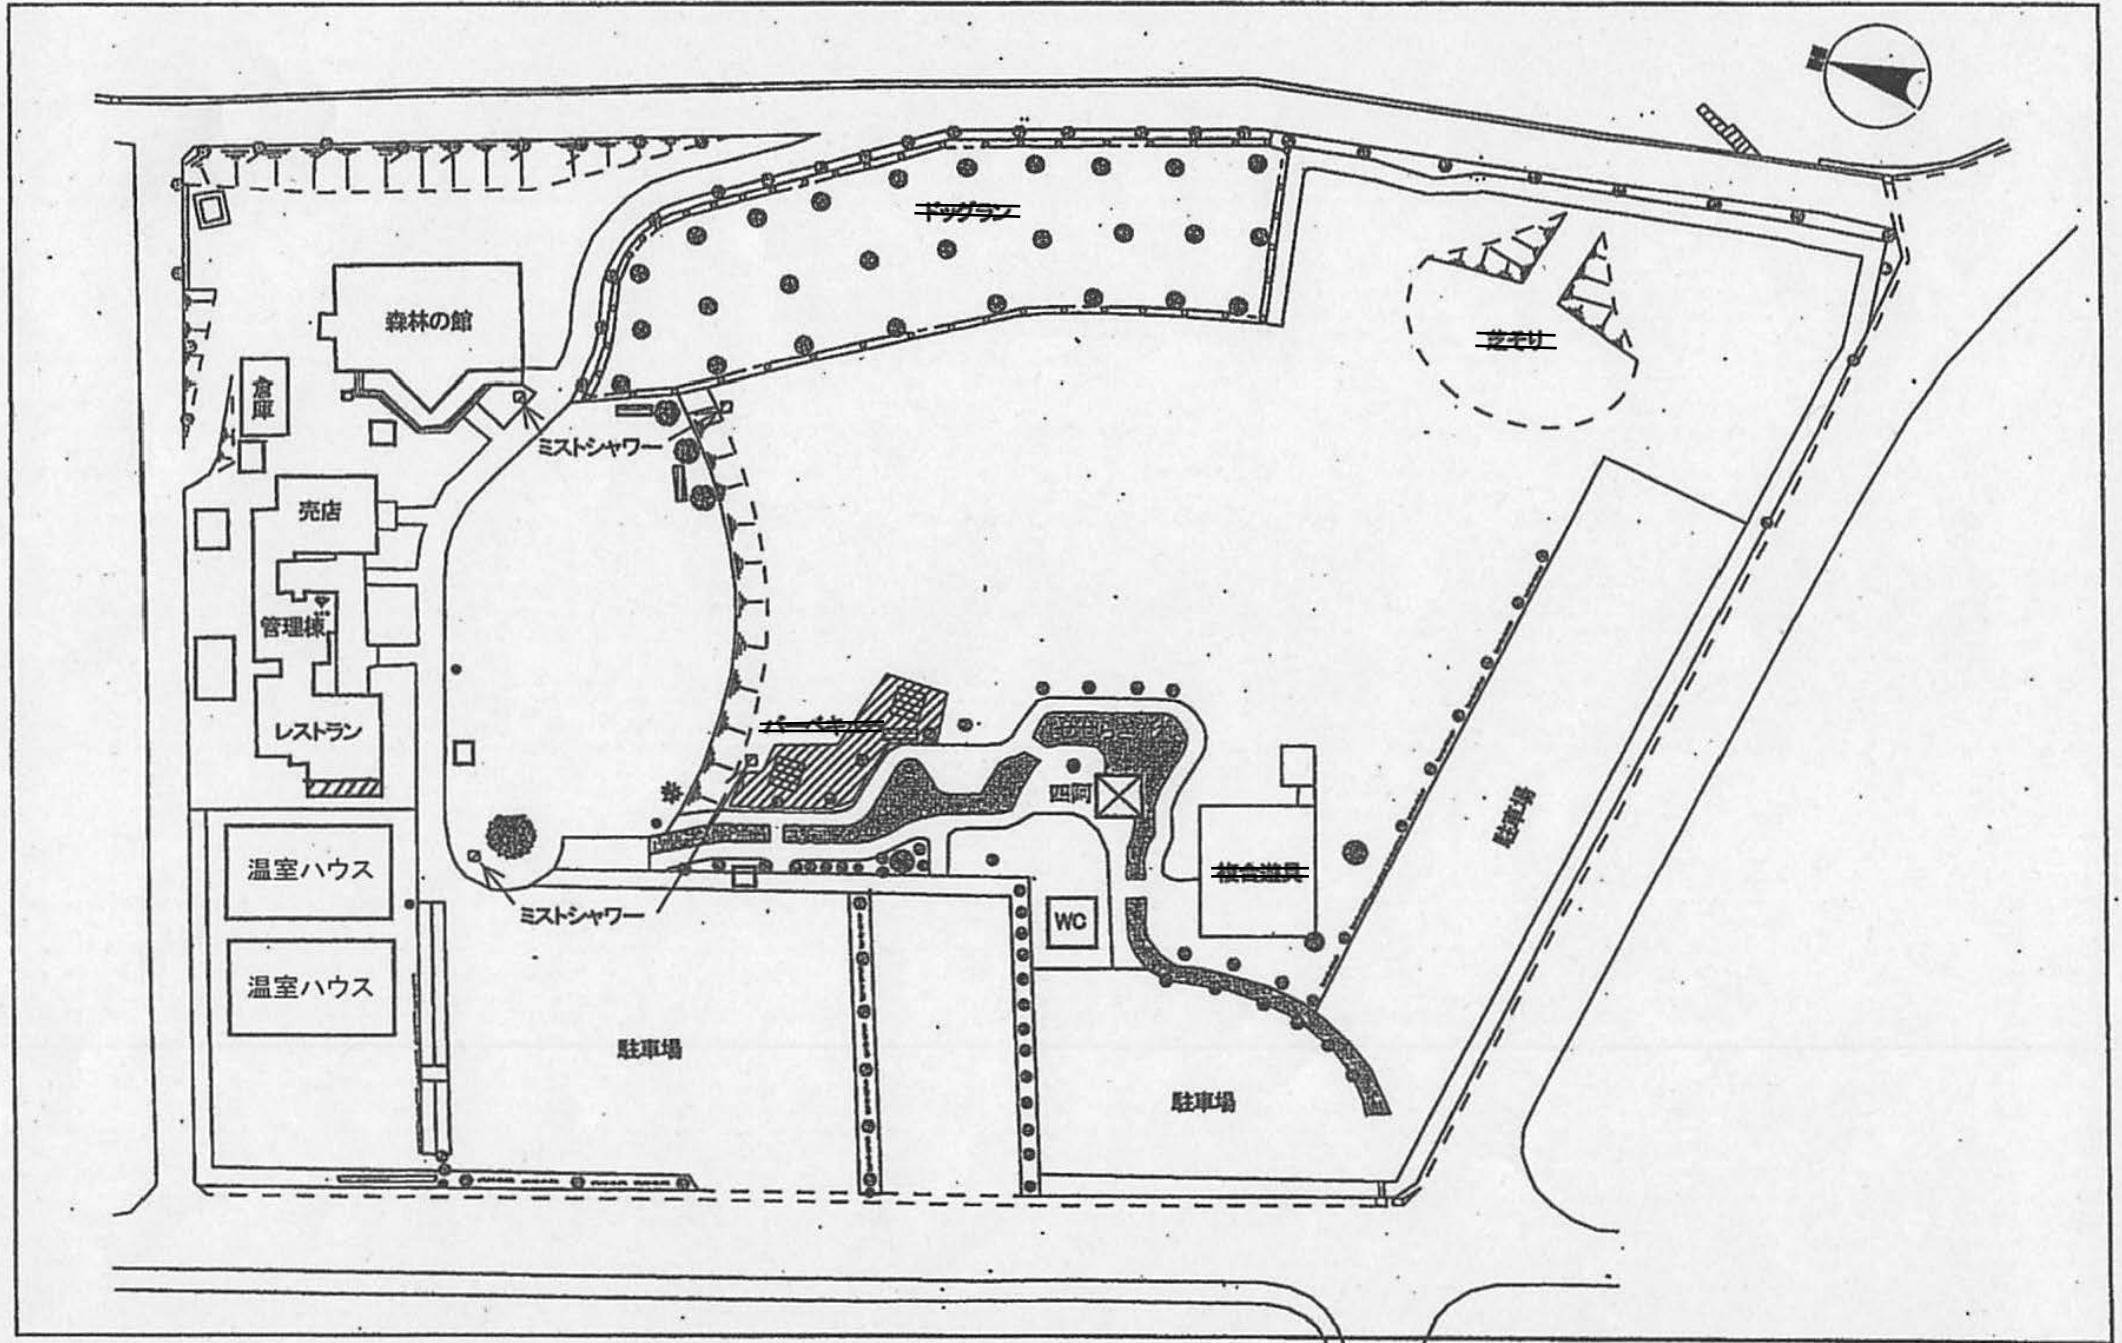 ドッグラン
森林の館
芝そり
倉庫
ミストシャワー
売店
管理棟
バーベキュー
レストラン
駐車場
温室ハウス
複合遊具
ミストシャワー
WC
温室ハウス
駐車場
駐車場